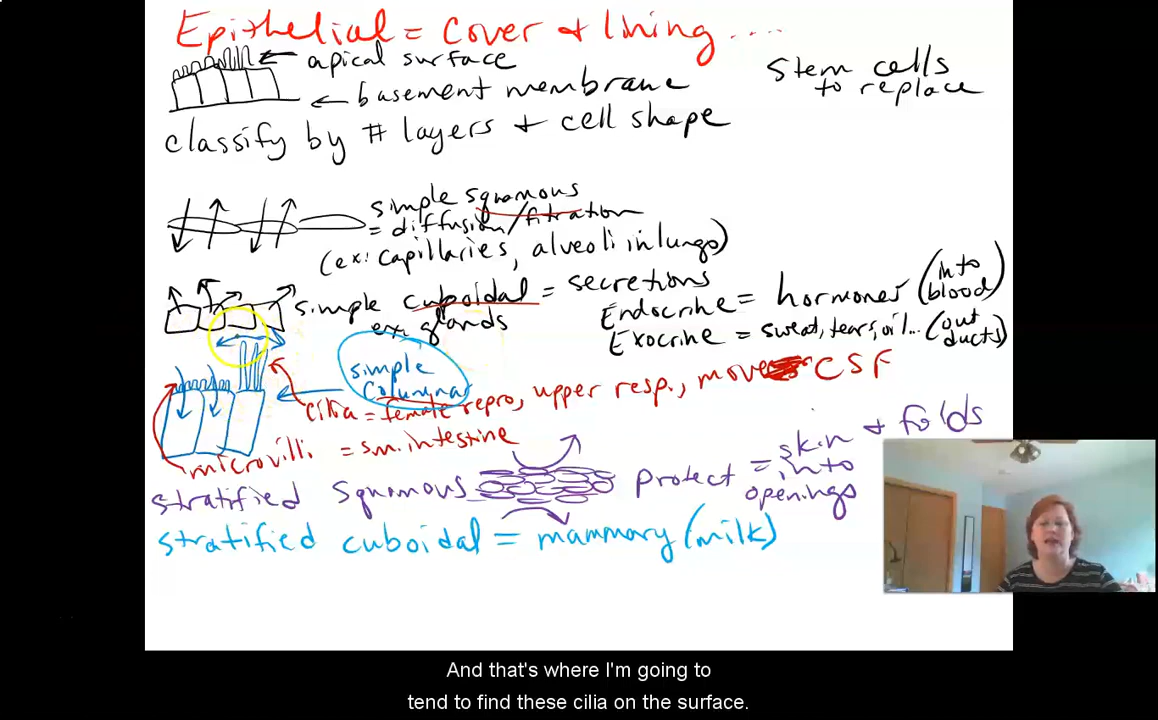 Epithelial = Cover & lining ....
← apical surface
← basement membrane
Stem cells
to replace
classify by # layers & cell shape
simple squamous
= diffusion/fitration
(ex: capillaries, alveoli in lungs)
simple cuboidal = secretions
ex: glands
Endocrine = hormones (into
blood)
Exocrine = sweat, tears, oil... (out
ducts)
simple
Columnar
cilia = female repro, upper resp., move CSF
microvilli = sm. intestine
stratified squamous
protect = skin & folds
into
openings
stratified cuboidal = mammary (milk)
And that's where I'm going to
tend to find these cilia on the surface.